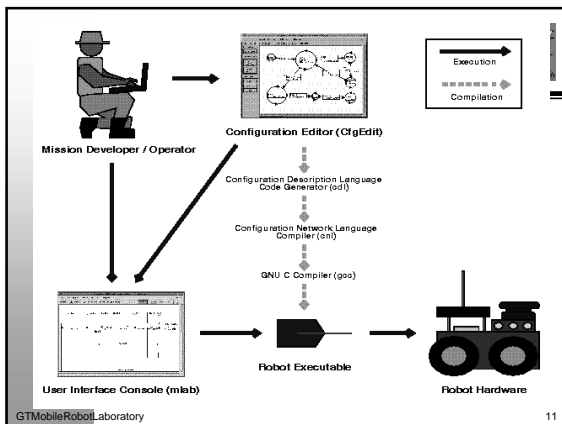 Execution
Compilation
Mission Developer / Operator
Configuration Editor (CfgEdit)
Configuration Description Language
Code Generator (cdl)
Configuration Network Language
Compiler (cnl)
GNU C Compiler (gcc)
User Interface Console (mlab)
Robot Executable
Robot Hardware
GTMobileRobotLaboratory
11